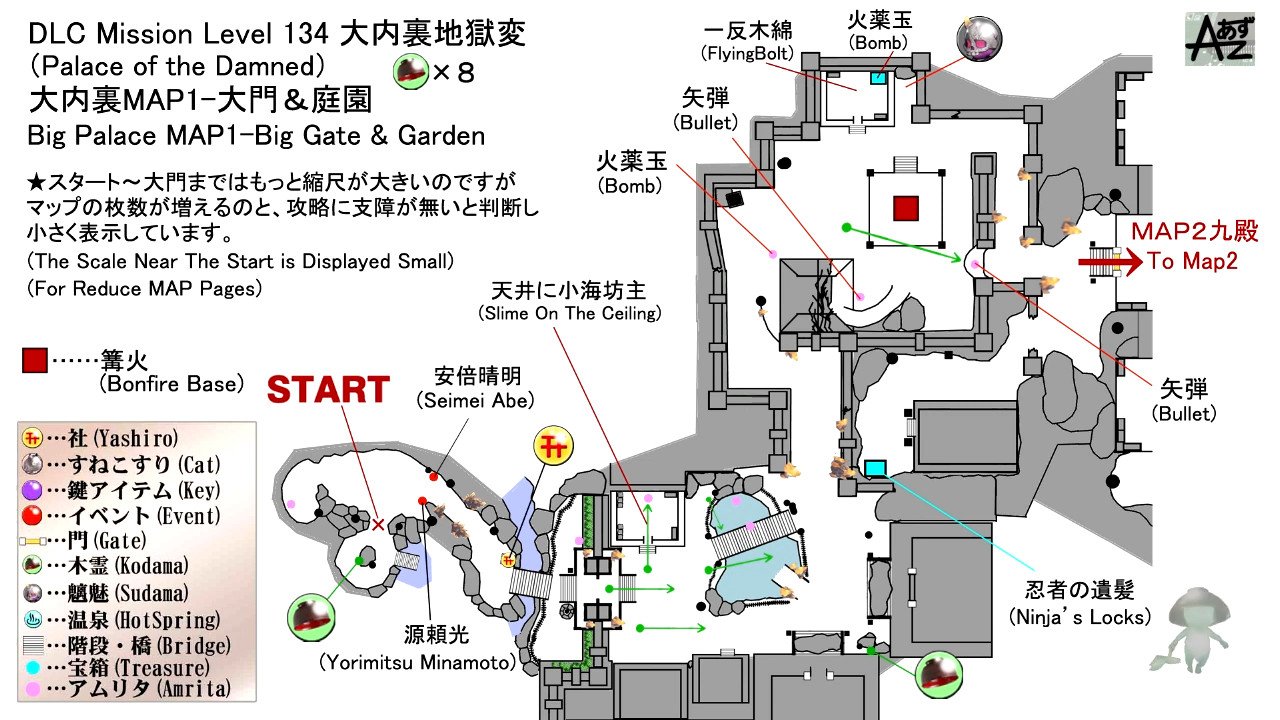 DLC Mission Level 134 大内裏地獄変
(Palace of the Damned)
×8
大内裏MAP1-大門＆庭園
Big Palace MAP1-Big Gate & Garden
★スタート～大門まではもっと縮尺が大きいのですが
マップの枚数が増えるのと、攻略に支障が無いと判断し
小さく表示しています。
(The Scale Near The Start is Displayed Small)
(For Reduce MAP Pages)
一反木綿
(FlyingBolt)
火薬玉
(Bomb)
あず
AZ
矢弾
(Bullet)
火薬玉
(Bomb)
MAP2九殿
To Map2
天井に小海坊主
(Slime On The Ceiling)
……篝火
(Bonfire Base)
START
安倍晴明
(Seimei Abe)
矢弾
(Bullet)
…社(Yashiro)
…すねこすり(Cat)
…鍵アイテム(Key)
…イベント(Event)
…門(Gate)
…木霊(Kodama)
…魑魅(Sudama)
…温泉(HotSpring)
…階段・橋(Bridge)
…宝箱(Treasure)
…アムリタ(Amrita)
源頼光
(Yorimitsu Minamoto)
忍者の遺髪
(Ninja's Locks)